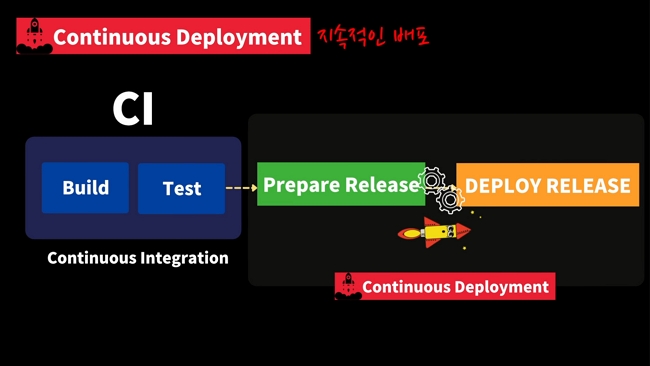 Continuous Deployment 지속적인 배포
CI
Build
Test
Prepare Release
DEPLOY RELEASE
Continuous Integration
Continuous Deployment